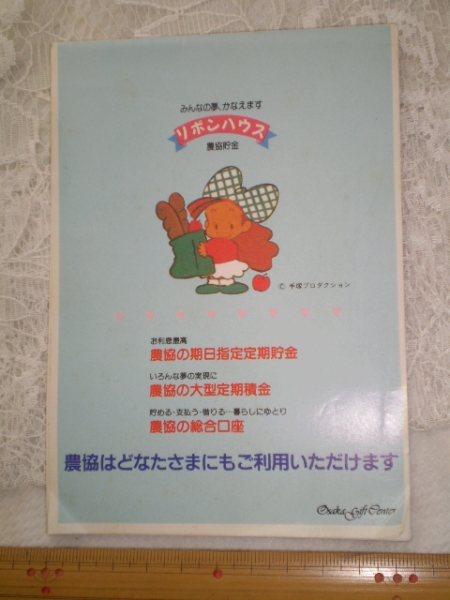 みんなの夢、かなえます
リボンハウス
農協貯金
© 手塚プロダクション
お利息最高
農協の期日指定定期貯金
いろんな夢の実現に
農協の大型定期積金
貯める・支払う・借りる…暮らしにゆとり
農協の総合口座
農協はどなたさまにもご利用いただけます
Osaka Gift Center